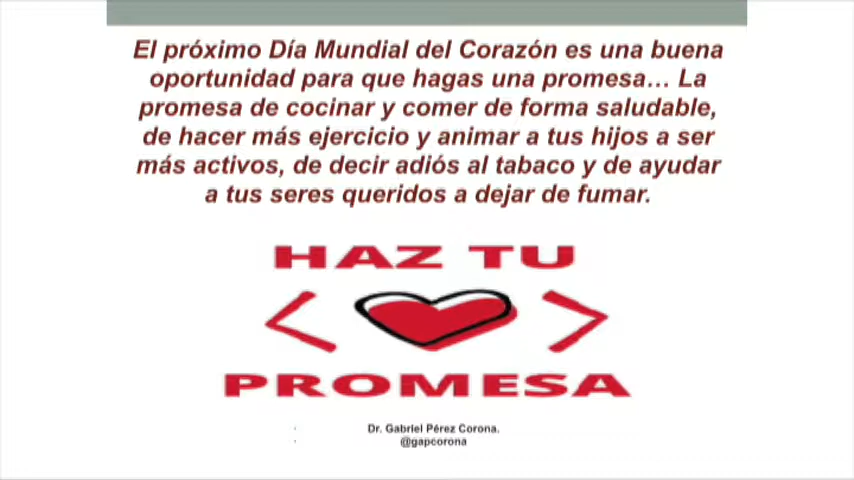 El próximo Día Mundial del Corazón es una buena
oportunidad para que hagas una promesa… La
promesa de cocinar y comer de forma saludable,
de hacer más ejercicio y animar a tus hijos a ser
más activos, de decir adiós al tabaco y de ayudar
a tus seres queridos a dejar de fumar.
HAZ TU
PROMESA
Dr. Gabriel Pérez Corona.
@gapcorona